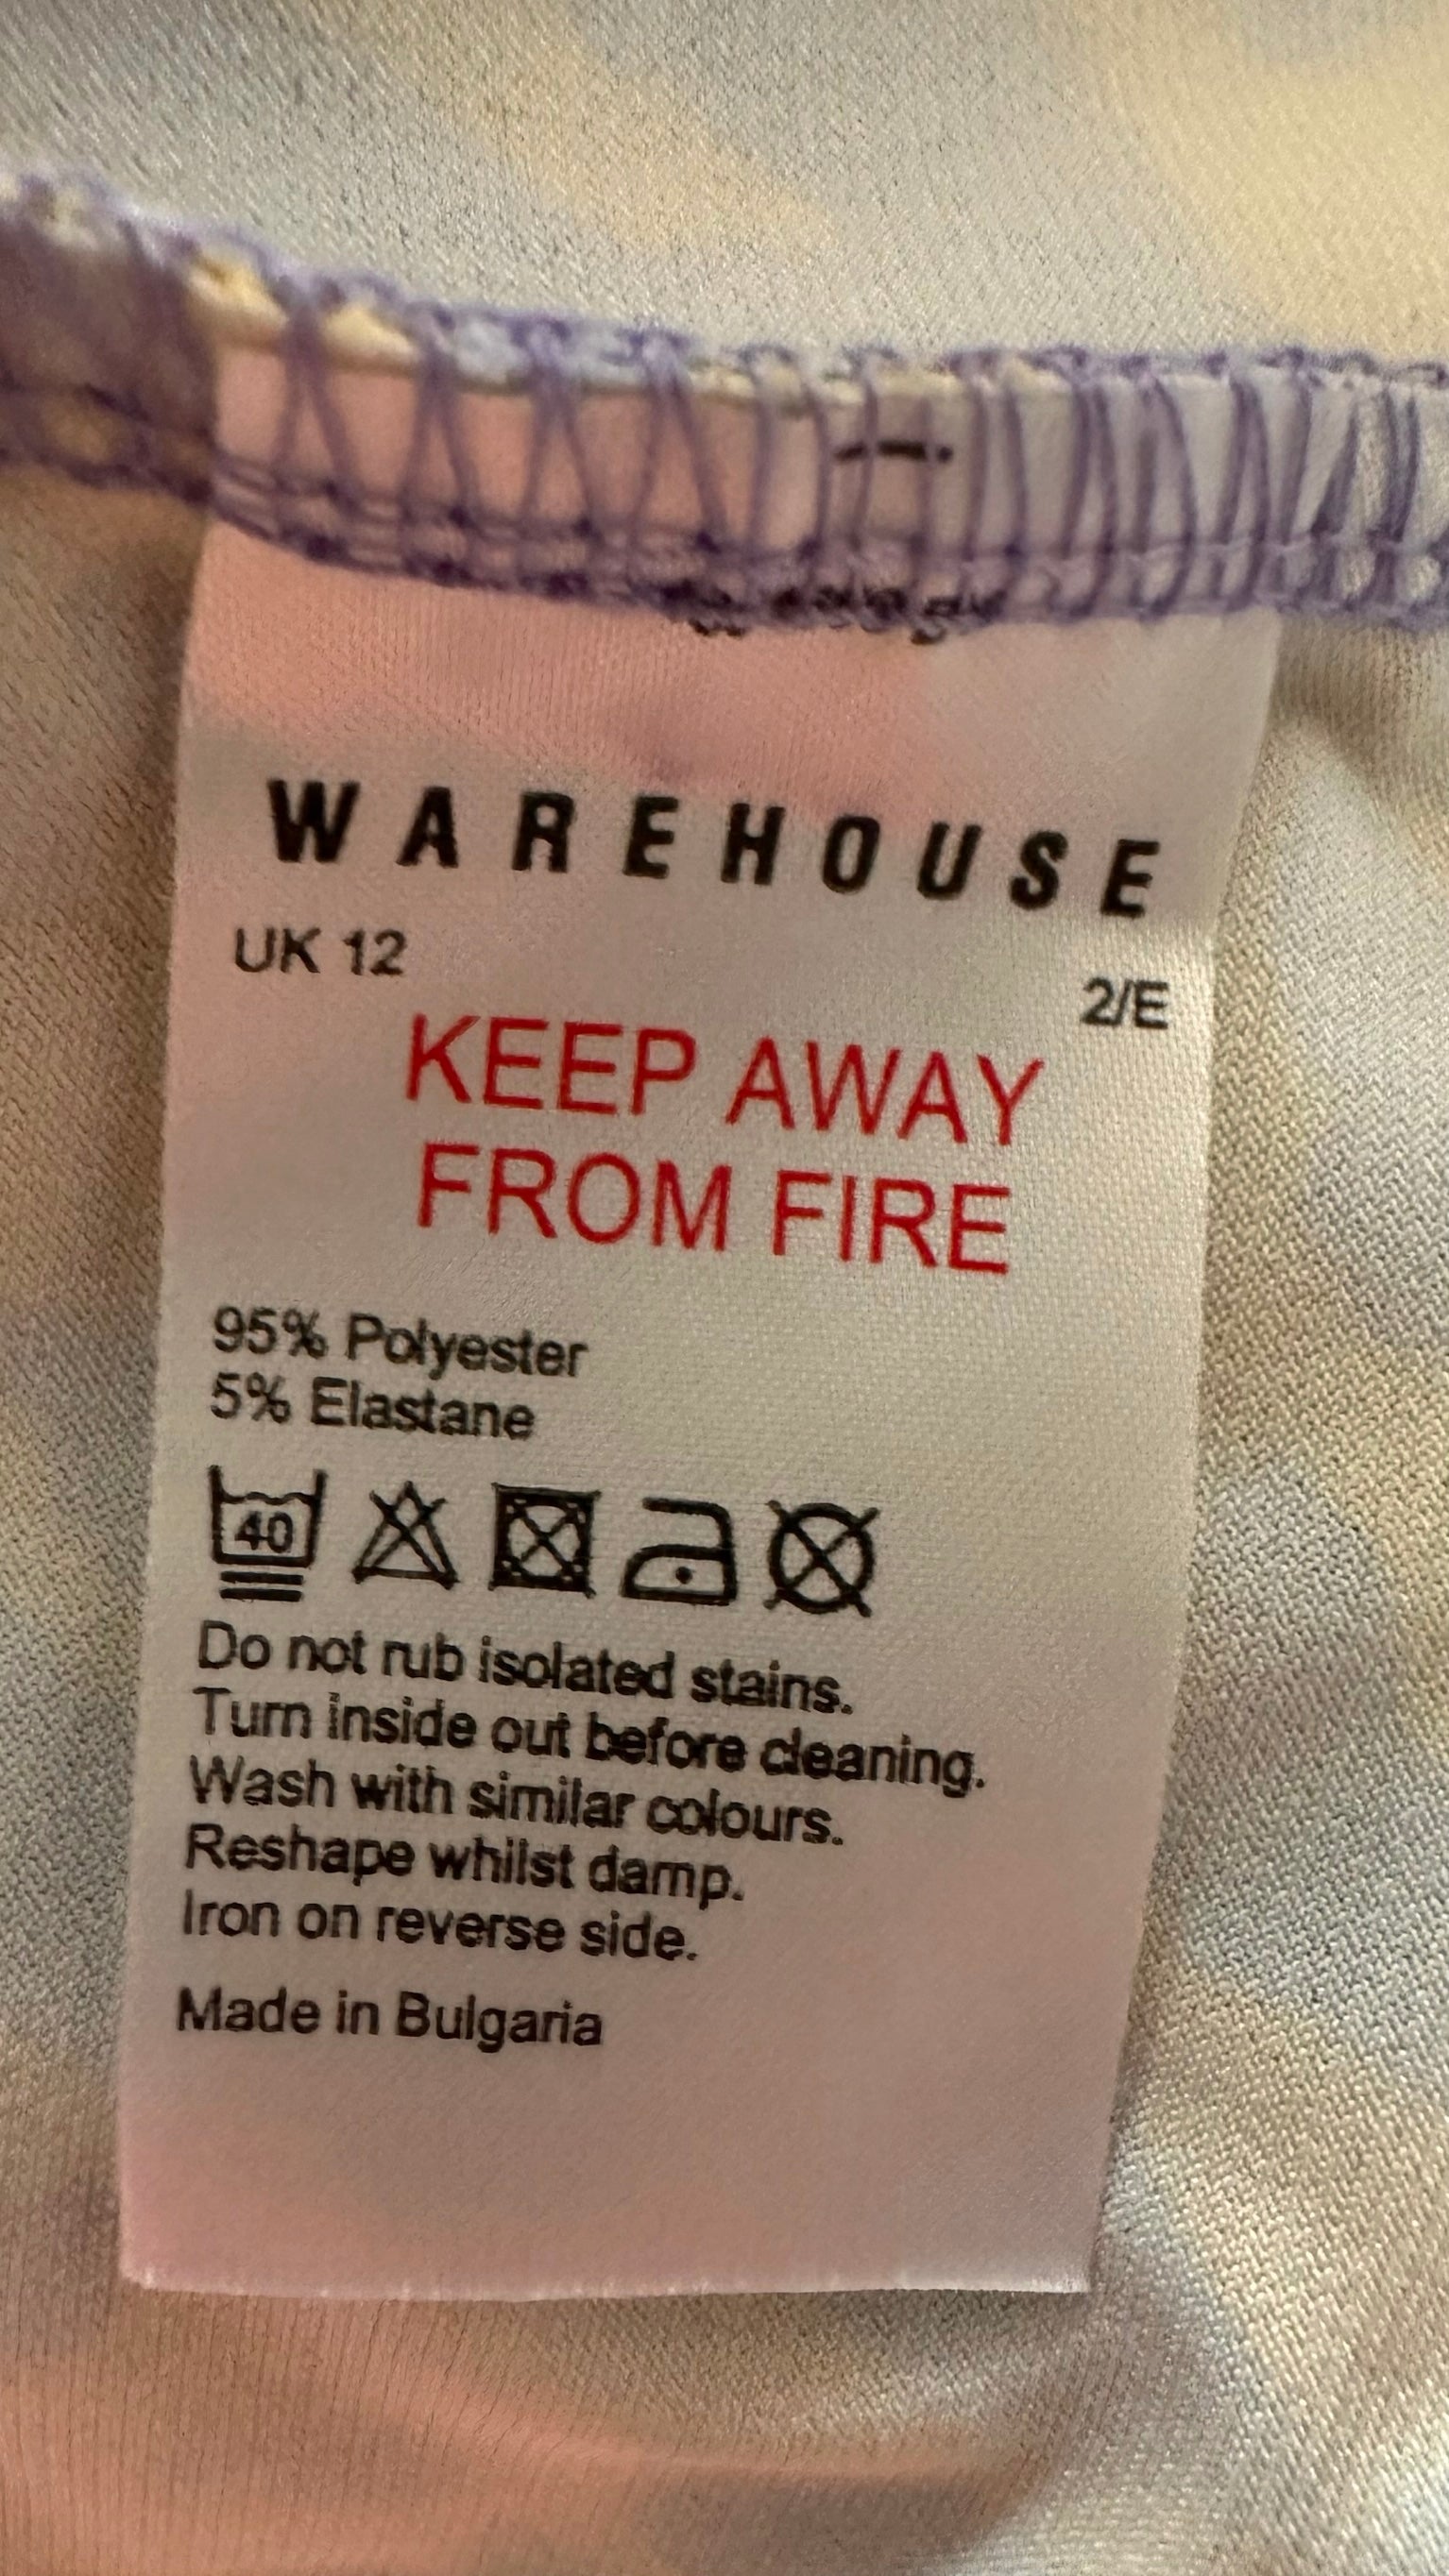 WAREHOUSE
UK 12
2/E
KEEP AWAY
FROM FIRE
95% Polyester
5% Elastane
40
Do not rub isolated stains.
Turn inside out before cleaning.
Wash with similar colours.
Reshape whilst damp.
Iron on reverse side.
Made in Bulgaria